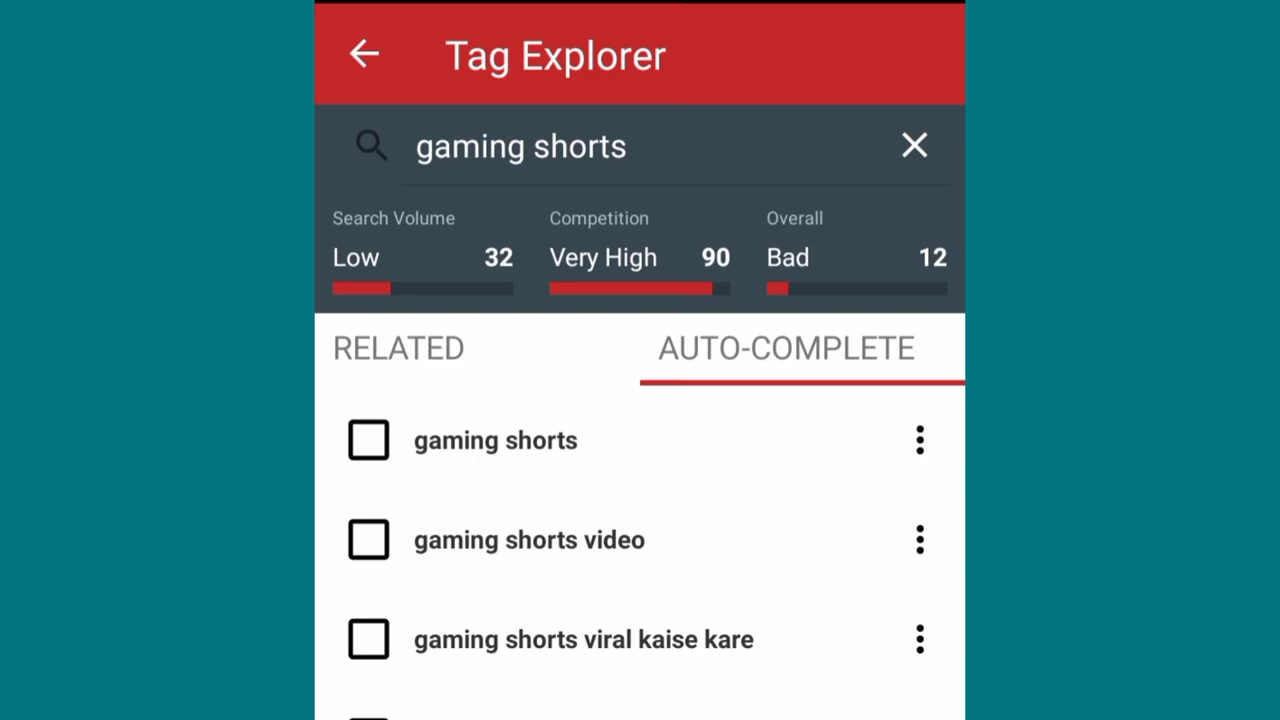 Tag Explorer
gaming shorts
Search Volume Competition Overall
Low 32 Very High 90 Bad 12
RELATED AUTO-COMPLETE
gaming shorts
gaming shorts video
gaming shorts viral kaise kare